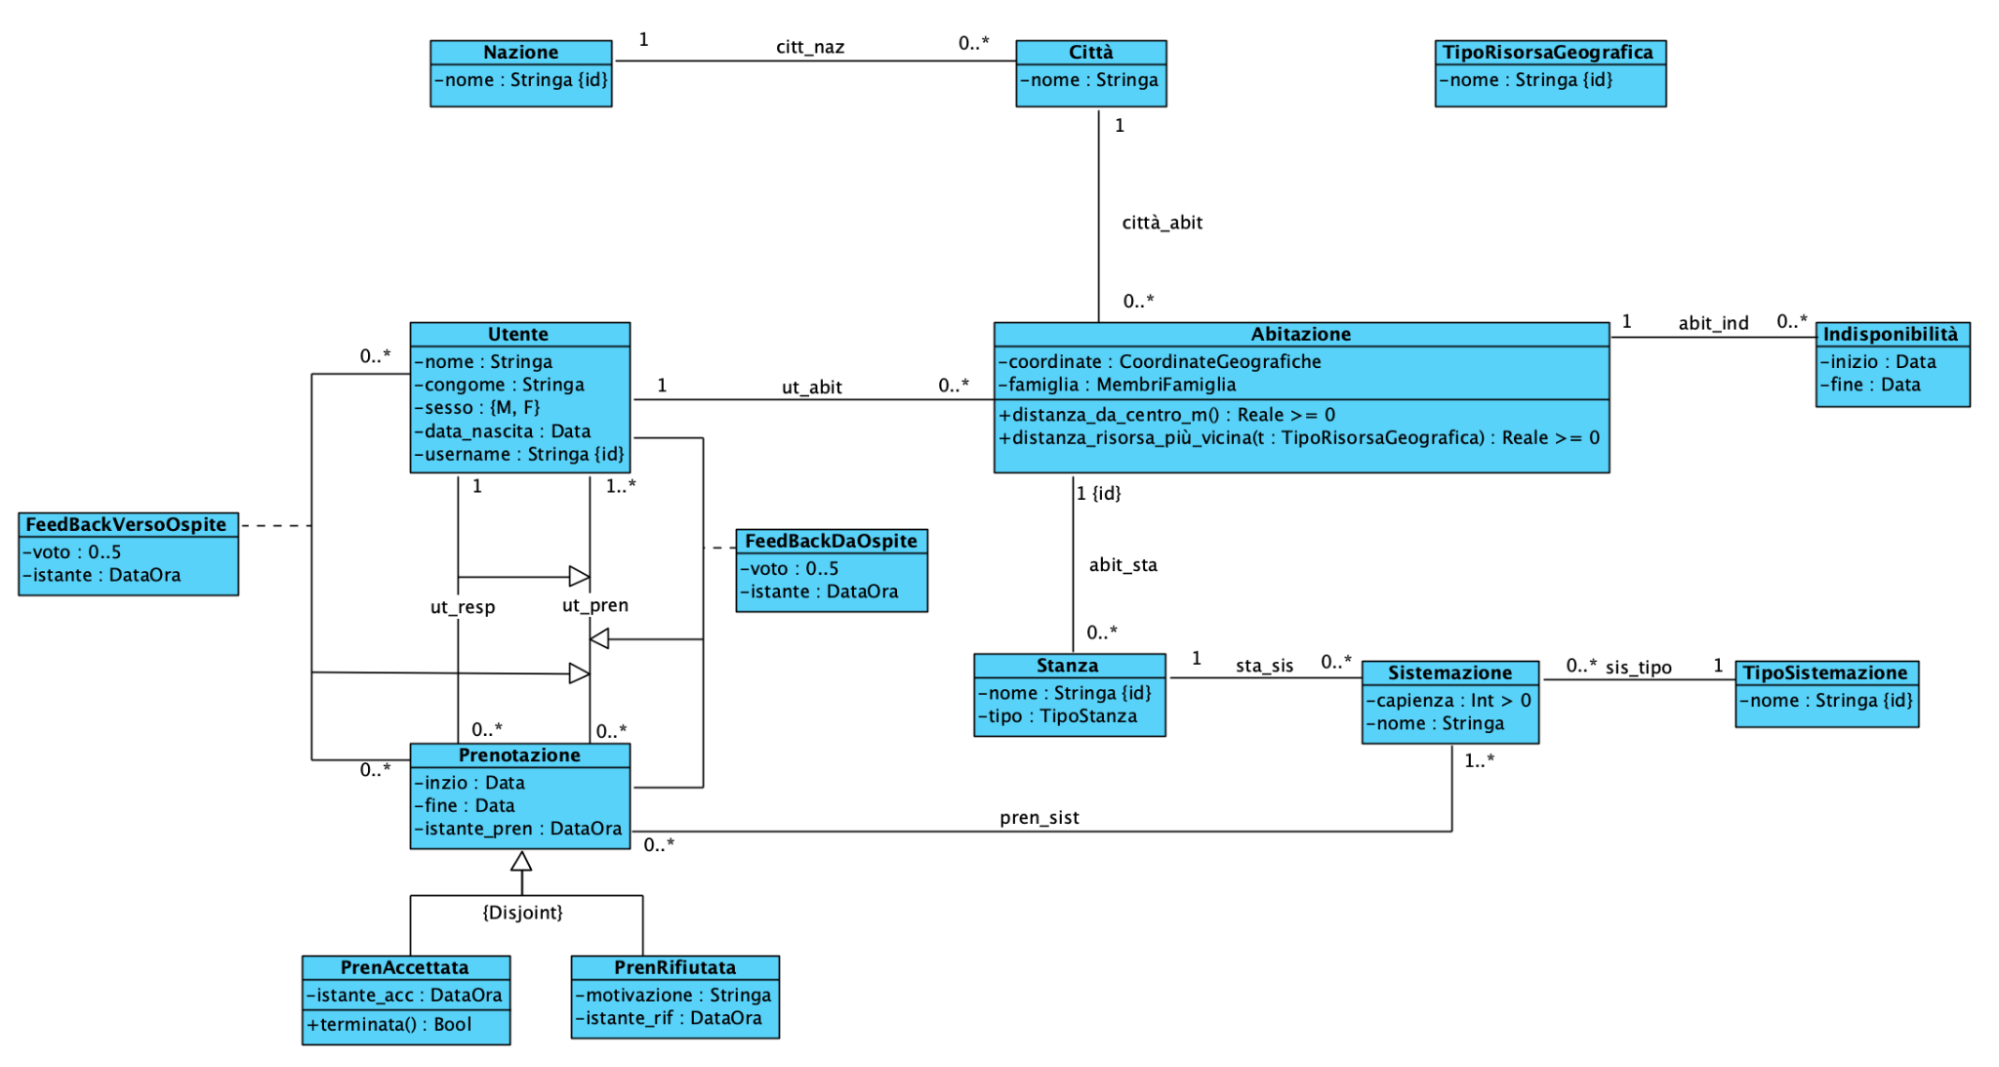 Nazione
-nome : Stringa {id}
1
citt_naz
0..*
Città
-nome : Stringa
TipoRisorsaGeografica
-nome : Stringa {id}
1
città_abit
0..*
Utente
-nome : Stringa
-congome : Stringa
-sesso : {M, F}
-data_nascita : Data
-username : Stringa {id}
0..*
1
ut_abit
0..*
Abitazione
-coordinate : CoordinateGeografiche
-famiglia : MembriFamiglia
+distanza_da_centro_m() : Reale >= 0
+distanza_risorsa_più_vicina(t : TipoRisorsaGeografica) : Reale >= 0
1
abit_ind
0..*
Indisponibilità
-inizio : Data
-fine : Data
1
1..*
1 {id}
FeedBackVersoOspite
-voto : 0..5
-istante : DataOra
FeedBackDaOspite
-voto : 0..5
-istante : DataOra
abit_sta
ut_resp
ut_pren
0..*
Stanza
-nome : Stringa {id}
-tipo : TipoStanza
1
sta_sis
0..*
Sistemazione
-capienza : Int > 0
-nome : Stringa
0..*
sis_tipo
1
TipoSistemazione
-nome : Stringa {id}
0..*
0..*
0..*
Prenotazione
-inzio : Data
-fine : Data
-istante_pren : DataOra
1..*
pren_sist
0..*
{Disjoint}
PrenAccettata
-istante_acc : DataOra
+terminata() : Bool
PrenRifiutata
-motivazione : Stringa
-istante_rif : DataOra